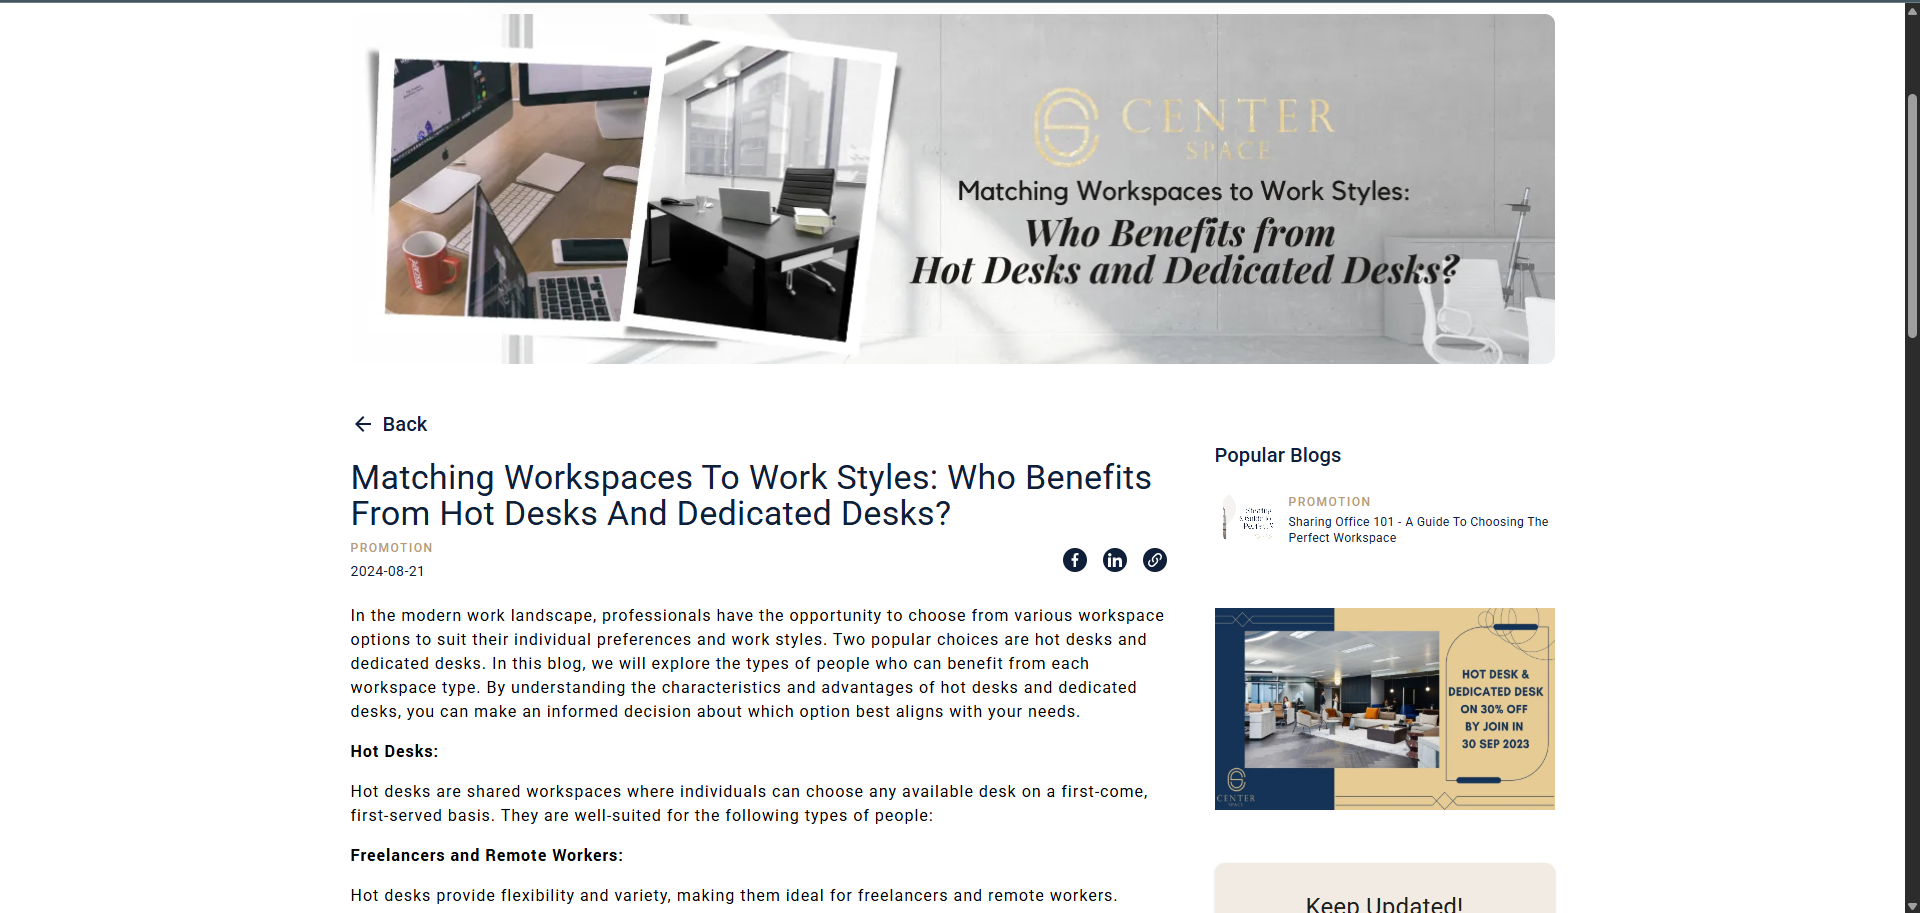 CENTER
SPACE
Matching Workspaces to Work Styles:
Who Benefits from
Hot Desks and Dedicated Desks?
NESCAFÉ
Back
Matching Workspaces To Work Styles: Who Benefits
From Hot Desks And Dedicated Desks?
PROMOTION
2024-08-21
In the modern work landscape, professionals have the opportunity to choose from various workspace
options to suit their individual preferences and work styles. Two popular choices are hot desks and
dedicated desks. In this blog, we will explore the types of people who can benefit from each
workspace type. By understanding the characteristics and advantages of hot desks and dedicated
desks, you can make an informed decision about which option best aligns with your needs.
Hot Desks:
Hot desks are shared workspaces where individuals can choose any available desk on a first-come,
first-served basis. They are well-suited for the following types of people:
Freelancers and Remote Workers:
Hot desks provide flexibility and variety, making them ideal for freelancers and remote workers.
Popular Blogs
PROMOTION
Sharing Office 101 - A Guide To Choosing The
Perfect Workspace
HOT DESK &
DEDICATED DESK
ON 30% OFF
BY JOIN IN
30 SEP 2023
CENTER
SPACE
Keep Updated!